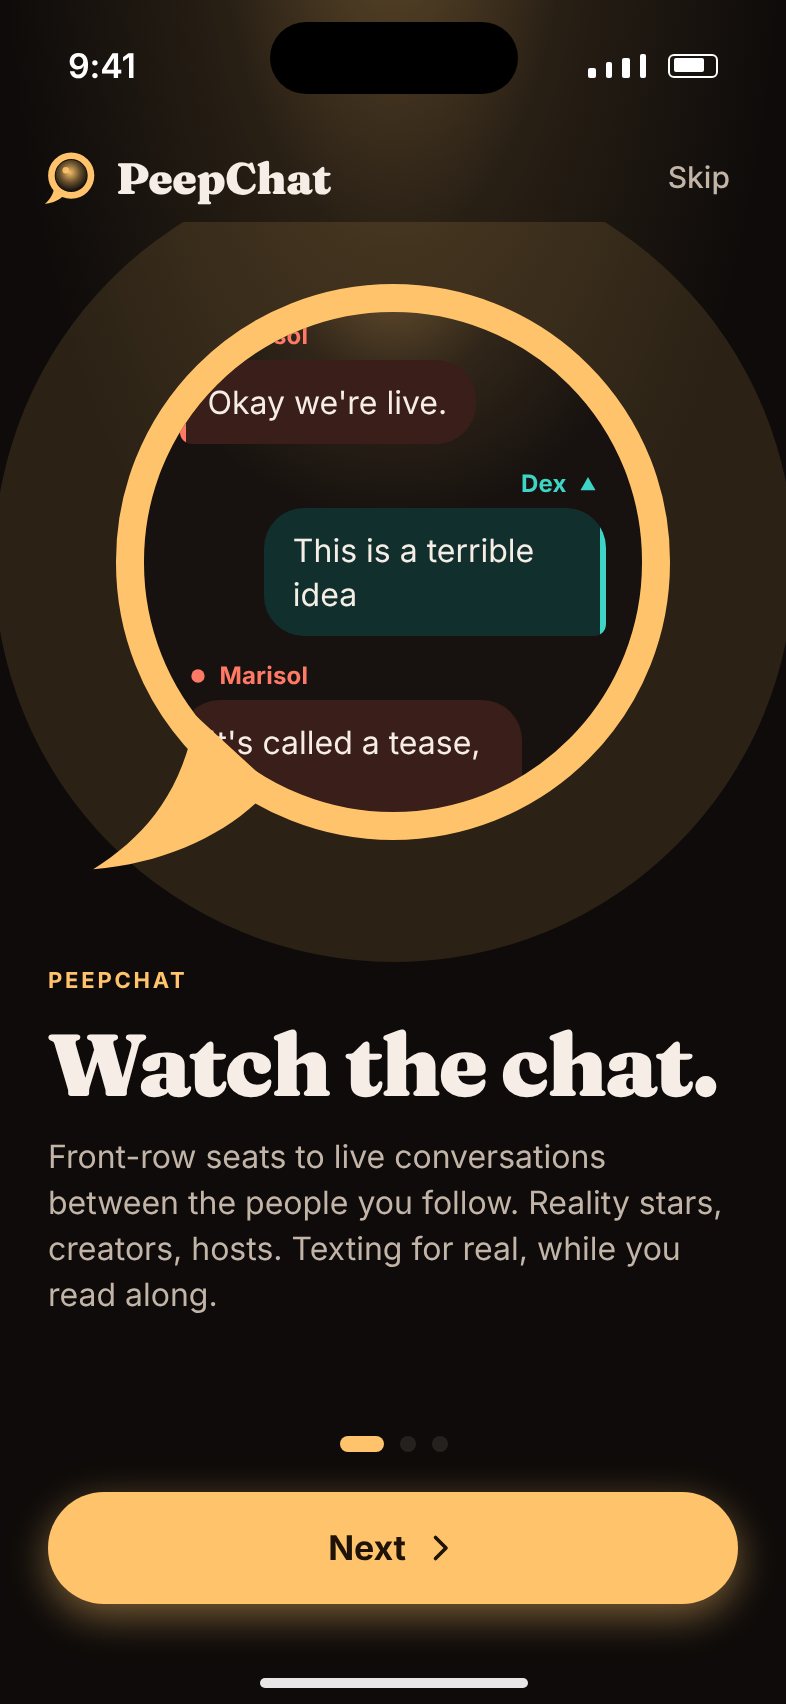 9:41
PeepChat
Skip
sol
Okay we're live.
Dex
This is a terrible
idea
Marisol
t's called a tease,
PEEPCHAT
Watch the chat.
Front-row seats to live conversations
between the people you follow. Reality stars,
creators, hosts. Texting for real, while you
read along.
Next